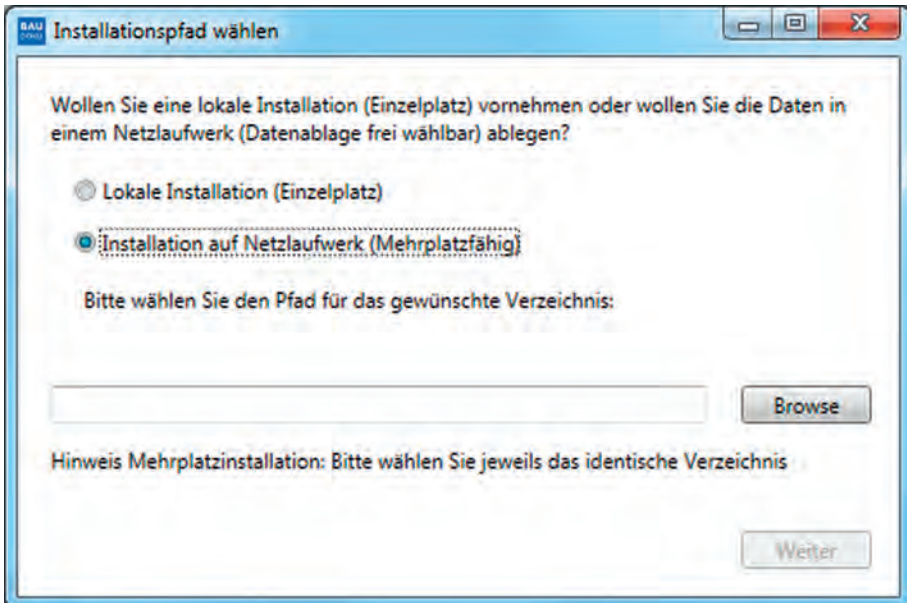 BAU
DOKU
Installationspfad wählen
Wollen Sie eine lokale Installation (Einzelplatz) vornehmen oder wollen Sie die Daten in
einem Netzlaufwerk (Datenablage frei wählbar) ablegen?
Lokale Installation (Einzelplatz)
Installation auf Netzlaufwerk (Mehrplatzfähig)
Bitte wählen Sie den Pfad für das gewünschte Verzeichnis:
Browse
Hinweis Mehrplatzinstallation: Bitte wählen Sie jeweils das identische Verzeichnis
Weiter